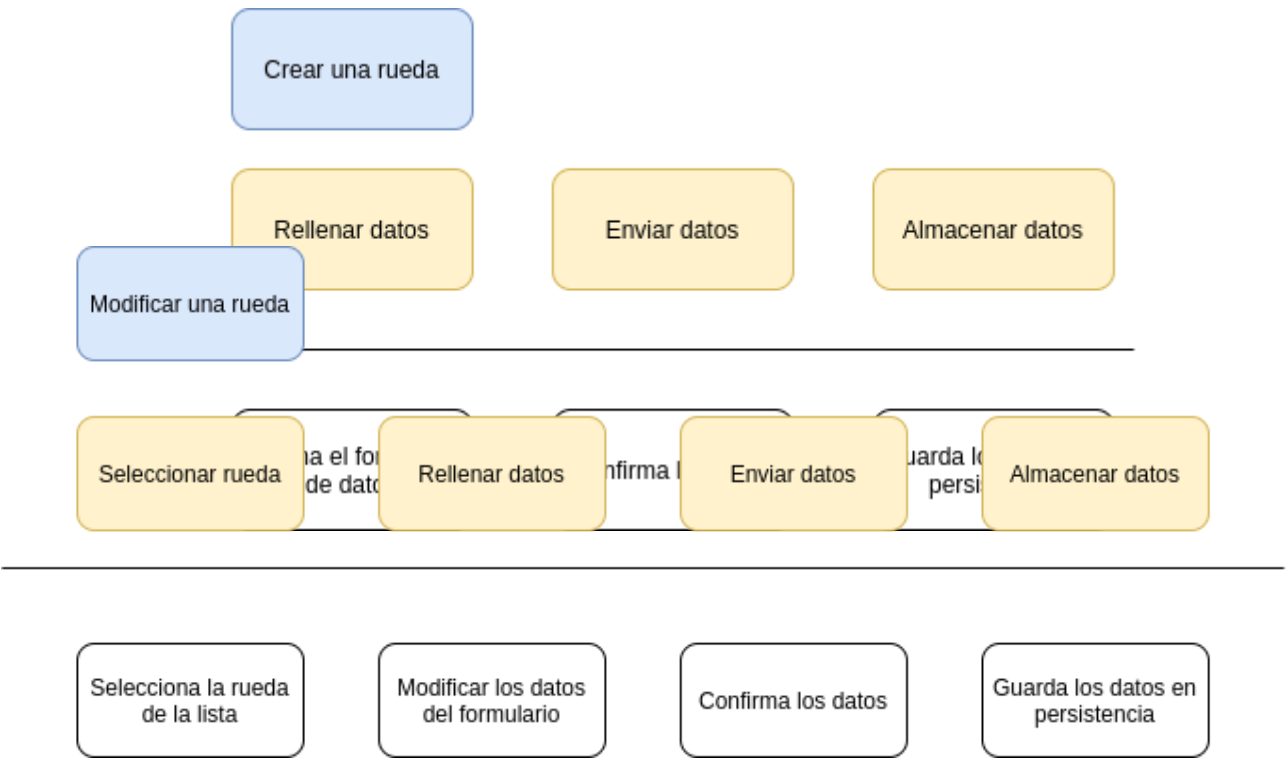 Crear una rueda
Rellenar datos
Enviar datos
Almacenar datos
Modificar una rueda
Seleccionar rueda
el
de
Rellenar datos
Enviar datos
Almacenar datos
Selecciona la rueda
de la lista
Modificar los datos
del formulario
Confirma los datos
Guarda los datos en
persistencia